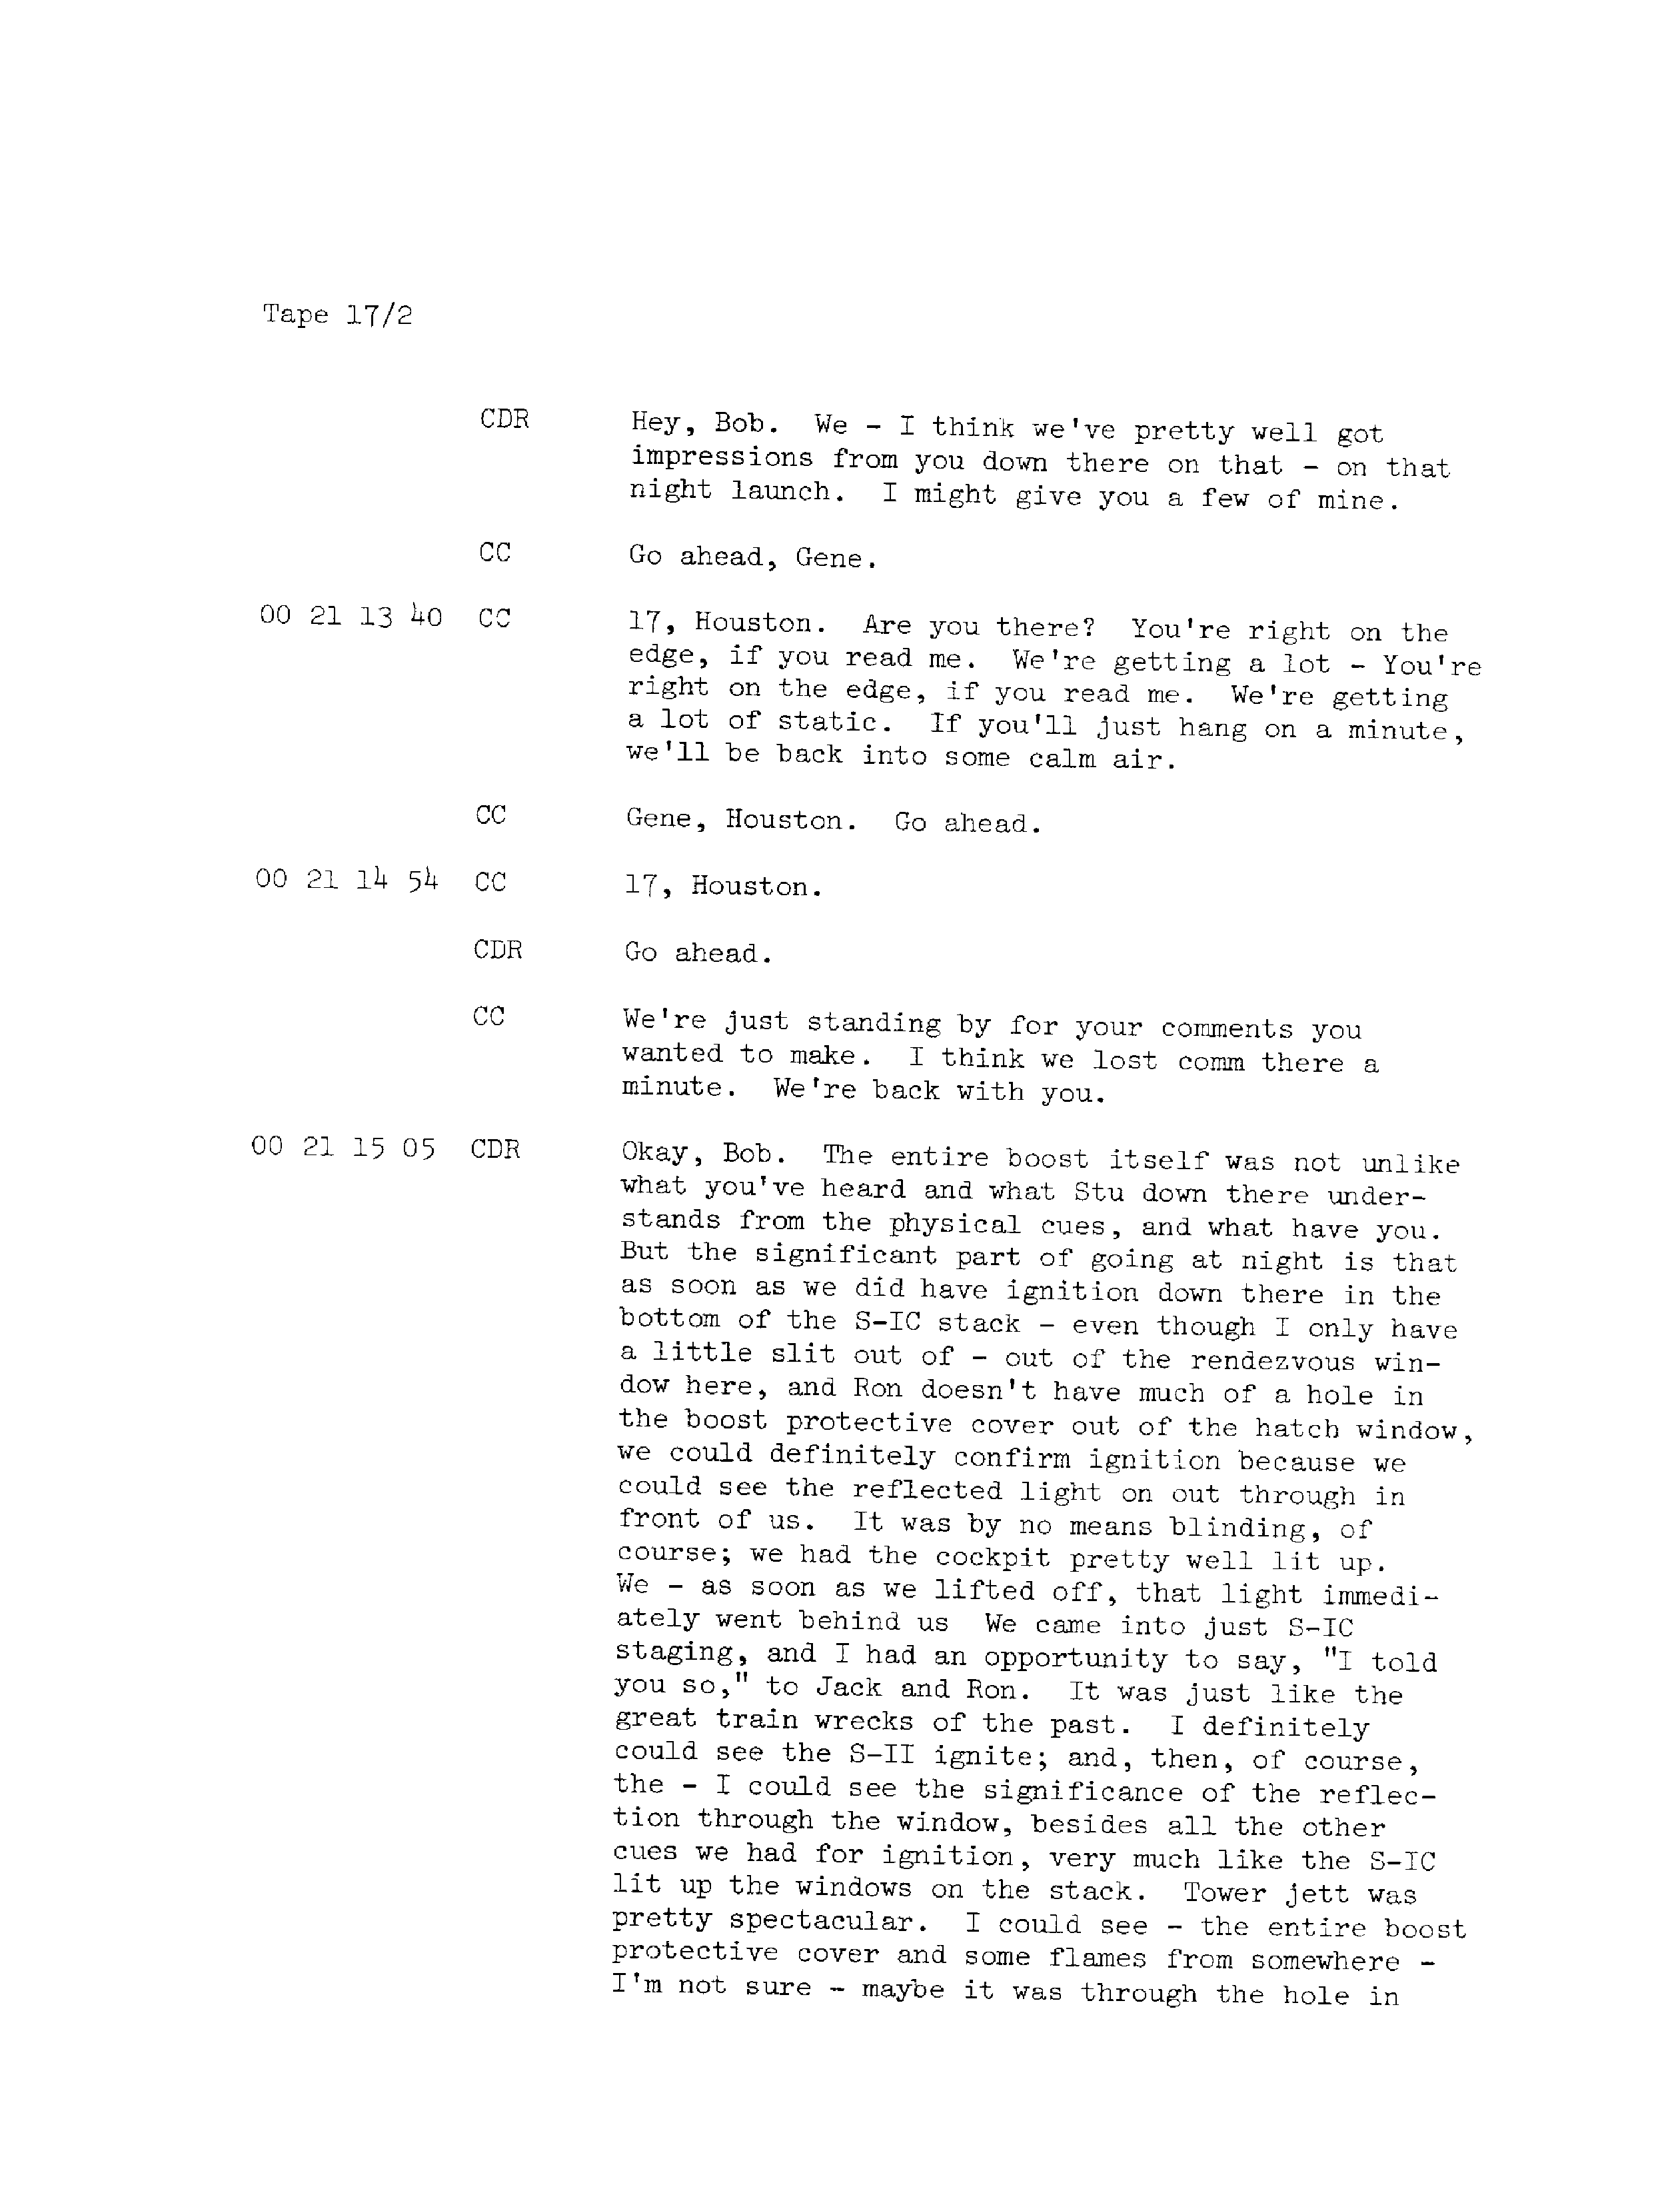 Tape 17/2
CDR Hey, Bob. We - I think we've pretty well got
impressions from you down there on that - on that
night launch. I might give you a few of mine.
CC Go ahead, Gene.
00 21 13 40 CC 17, Houston. Are you there? You're right on the
edge, if you read me. We're getting a lot - You're
right on the edge, if you read me. We're getting
a lot of static. If you'll just hang on a minute,
we'll be back into some calm air.
CC Gene, Houston. Go ahead.
00 21 14 54 CC 17, Houston.
CDR Go ahead.
CC We're just standing by for your comments you
wanted to make. I think we lost comm there a
minute. We're back with you.
00 21 15 05 CDR Okay, Bob. The entire boost itself was not unlike
what you've heard and what Stu down there under-
stands from the physical cues, and what have you.
But the significant part of going at night is that
as soon as we did have ignition down there in the
bottom of the S-IC stack - even though I only have
a little slit out of - out of the rendezvous win-
dow here, and Ron doesn't have much of a hole in
the boost protective cover out of the hatch window,
we could definitely confirm ignition because we
could see the reflected light on out through in
front of us. It was by no means blinding, of
course; we had the cockpit pretty well lit up.
We - as soon as we lifted off, that light immedi-
ately went behind us We came into just S-IC
staging, and I had an opportunity to say, "I told
you so," to Jack and Ron. It was just like the
great train wrecks of the past. I definitely
could see the S-II ignite; and, then, of course,
the - I could see the significance of the reflec-
tion through the window, besides all the other
cues we had for ignition, very much like the S-IC
lit up the windows on the stack. Tower jett was
pretty spectacular. I could see - the entire boost
protective cover and some flames from somewhere -
I'm not sure - maybe it was through the hole in